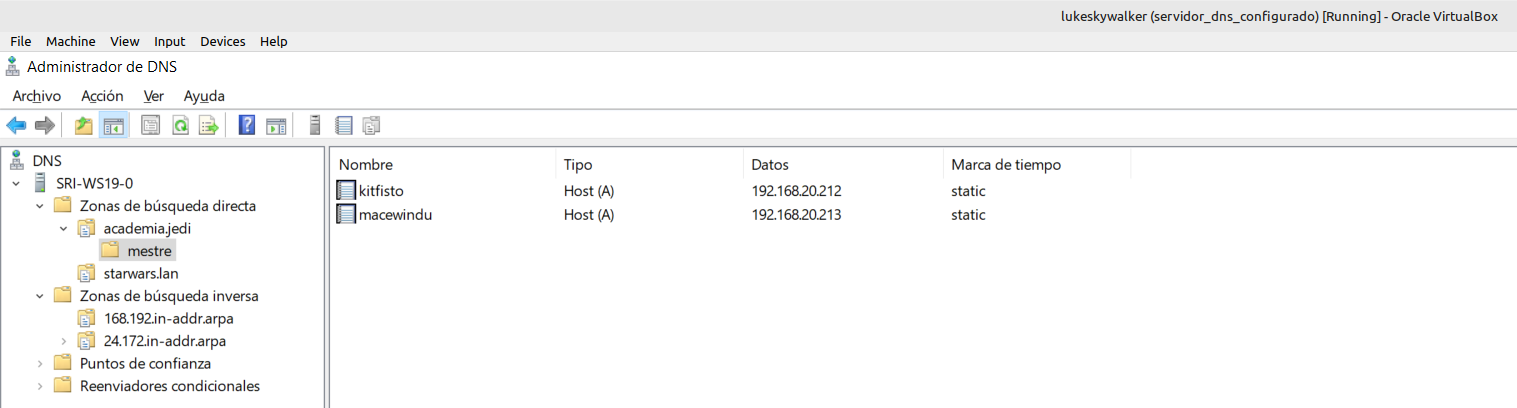 lukeskywalker (servidor_dns_configurado) [Running] - Oracle VirtualBox
File Machine View Input Devices Help
Administrador de DNS
Archivo Acción Ver Ayuda
DNS
SRI-WS19-0
Zonas de búsqueda directa
academia.jedi
mestre
starwars.lan
Zonas de búsqueda inversa
168.192.in-addr.arpa
24.172.in-addr.arpa
Puntos de confianza
Reenviadores condicionales
Nombre Tipo Datos Marca de tiempo
kitfisto Host (A) 192.168.20.212 static
macewindu Host (A) 192.168.20.213 static